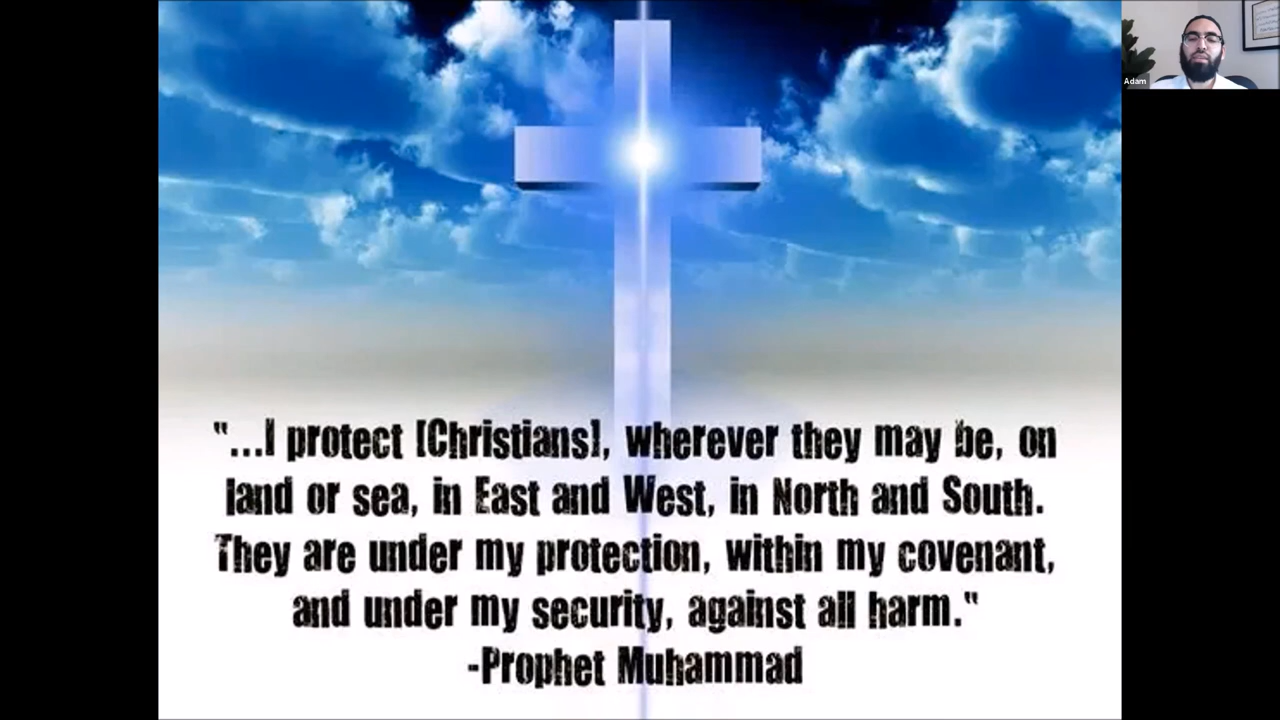 "...I protect [Christians], wherever they may be, on
land or sea, in East and West, in North and South.
They are under my protection, within my covenant,
and under my security, against all harm."
-Prophet Muhammad
Adam